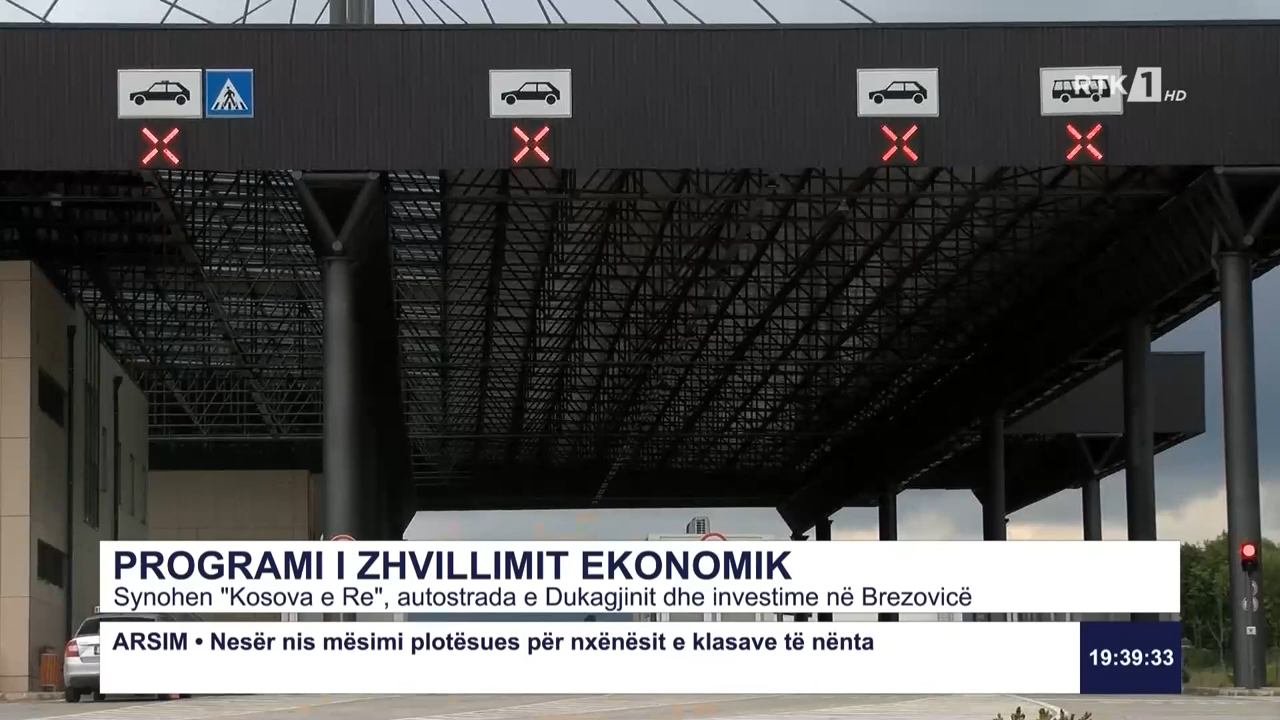 RTK 1 HD
PROGRAMI I ZHVILLIMIT EKONOMIK
Synohen "Kosova e Re", autostrada e Dukagjinit dhe investime në Brezovicë
ARSIM • Nesër nis mësimi plotësues për nxënësit e klasave të nënta
19:39:33